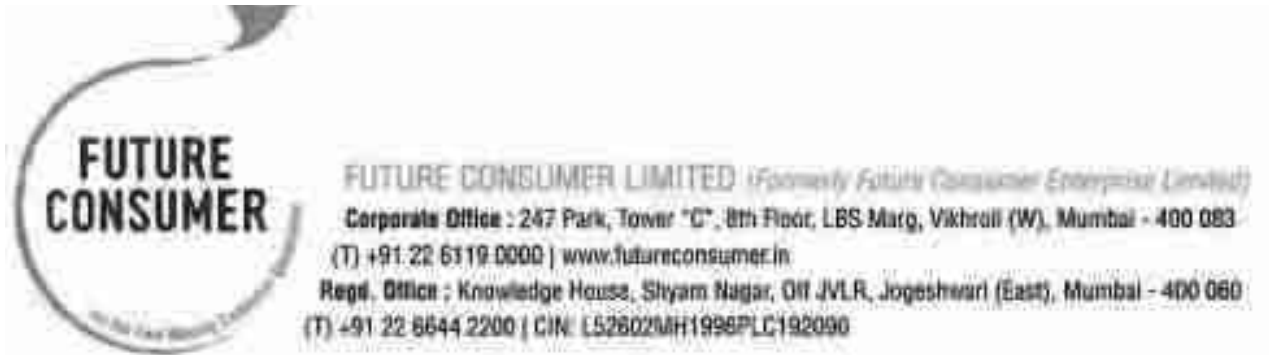 FUTURE
CONSUMER
FUTURE CONSUMER LIMITED (Formerly Future Consumer Enterprise Limited)
Corporate Office : 247 Park, Tower "C", 8th Floor, LBS Marg, Vikhroli (W), Mumbai - 400 083
(T) +91 22 6119 0000 | www.futureconsumer.in
Regd. Office : Knowledge House, Shyam Nagar, Off JVLR, Jogeshwari (East), Mumbai - 400 060
(T) +91 22 6644 2200 | CIN: L52602MH1996PLC192090